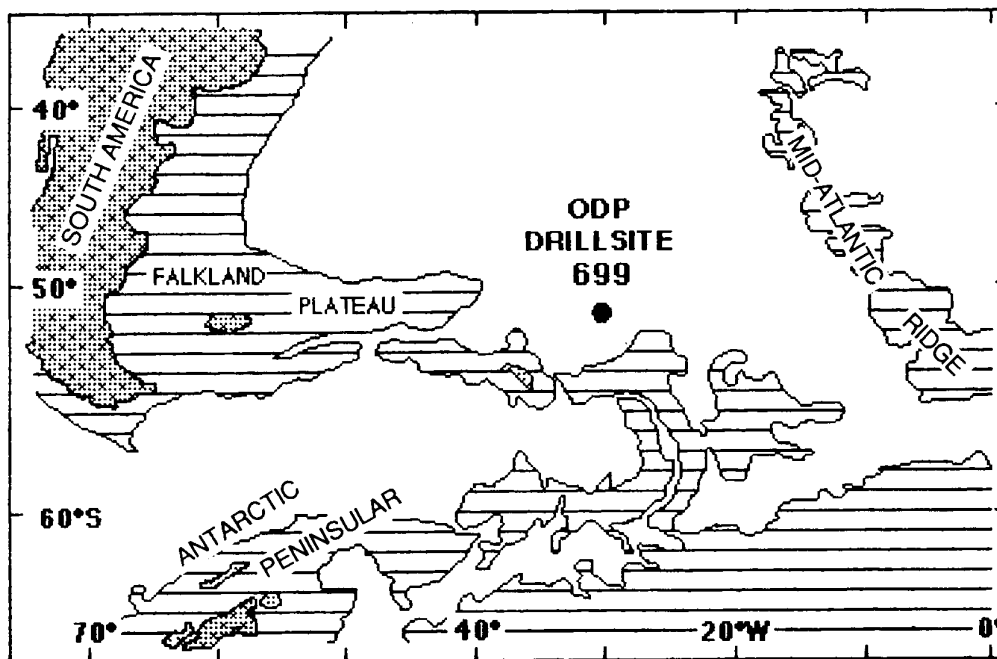 40°
SOUTH AMERICA
MID-ATLANTIC
RIDGE
ODP
DRILLSITE
699
50°
FALKLAND
PLATEAU
60°S
ANTARCTIC
PENINSULAR
70°
40°
20°W
0°